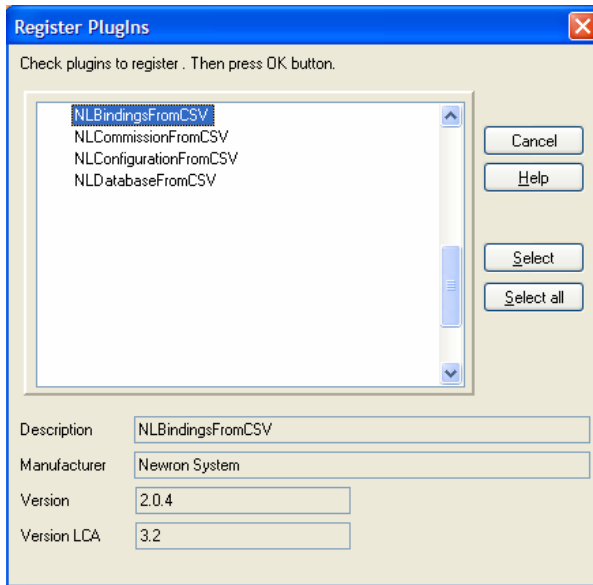 Register PlugIns
Check plugins to register . Then press OK button.
NLBindingsFromCSV
NLCommissionFromCSV
NLConfigurationFromCSV
NLDatabaseFromCSV
Cancel
Help
Select
Select all
Description NLBindingsFromCSV
Manufacturer Newron System
Version 2.0.4
Version LCA 3.2